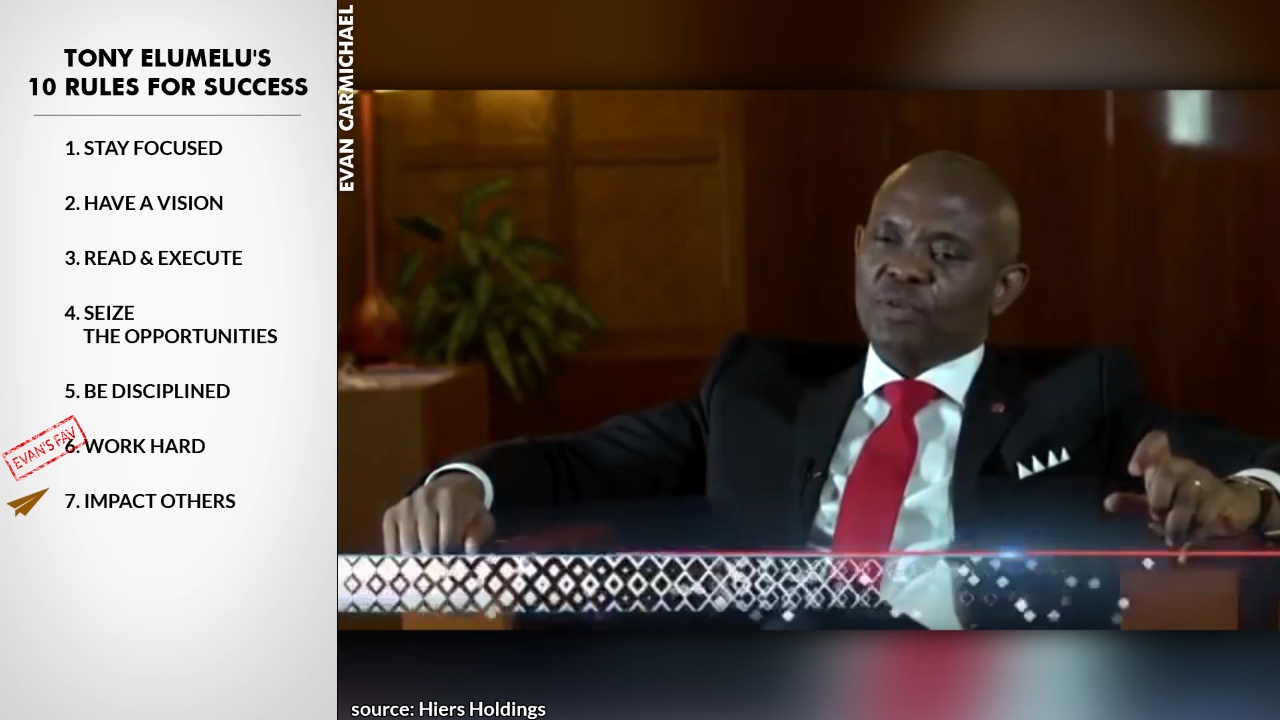 TONY ELUMELU'S
10 RULES FOR SUCCESS
1. STAY FOCUSED
2. HAVE A VISION
3. READ & EXECUTE
4. SEIZE
THE OPPORTUNITIES
5. BE DISCIPLINED
EVAN'S FAV
6. WORK HARD
7. IMPACT OTHERS
EVAN CARMICHAEL
source: Hiers Holdings